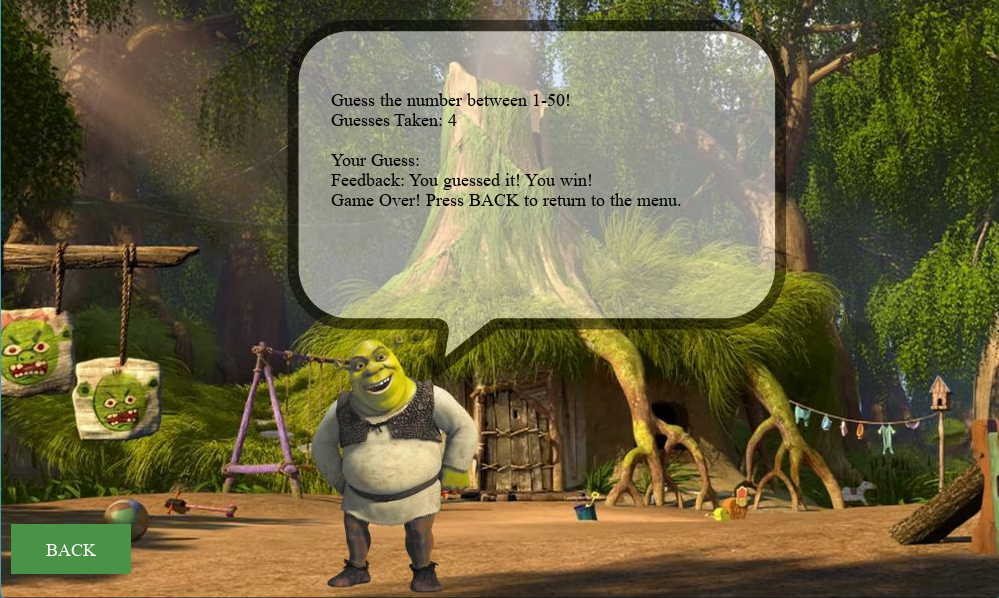 Guess the number between 1-50!
Guesses Taken: 4
Your Guess:
Feedback: You guessed it! You win!
Game Over! Press BACK to return to the menu.
BACK